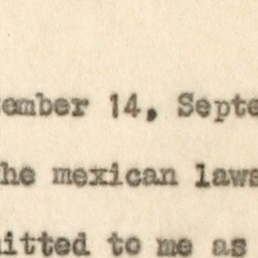 ember 14, Septe
he mexican laws
itted to me as